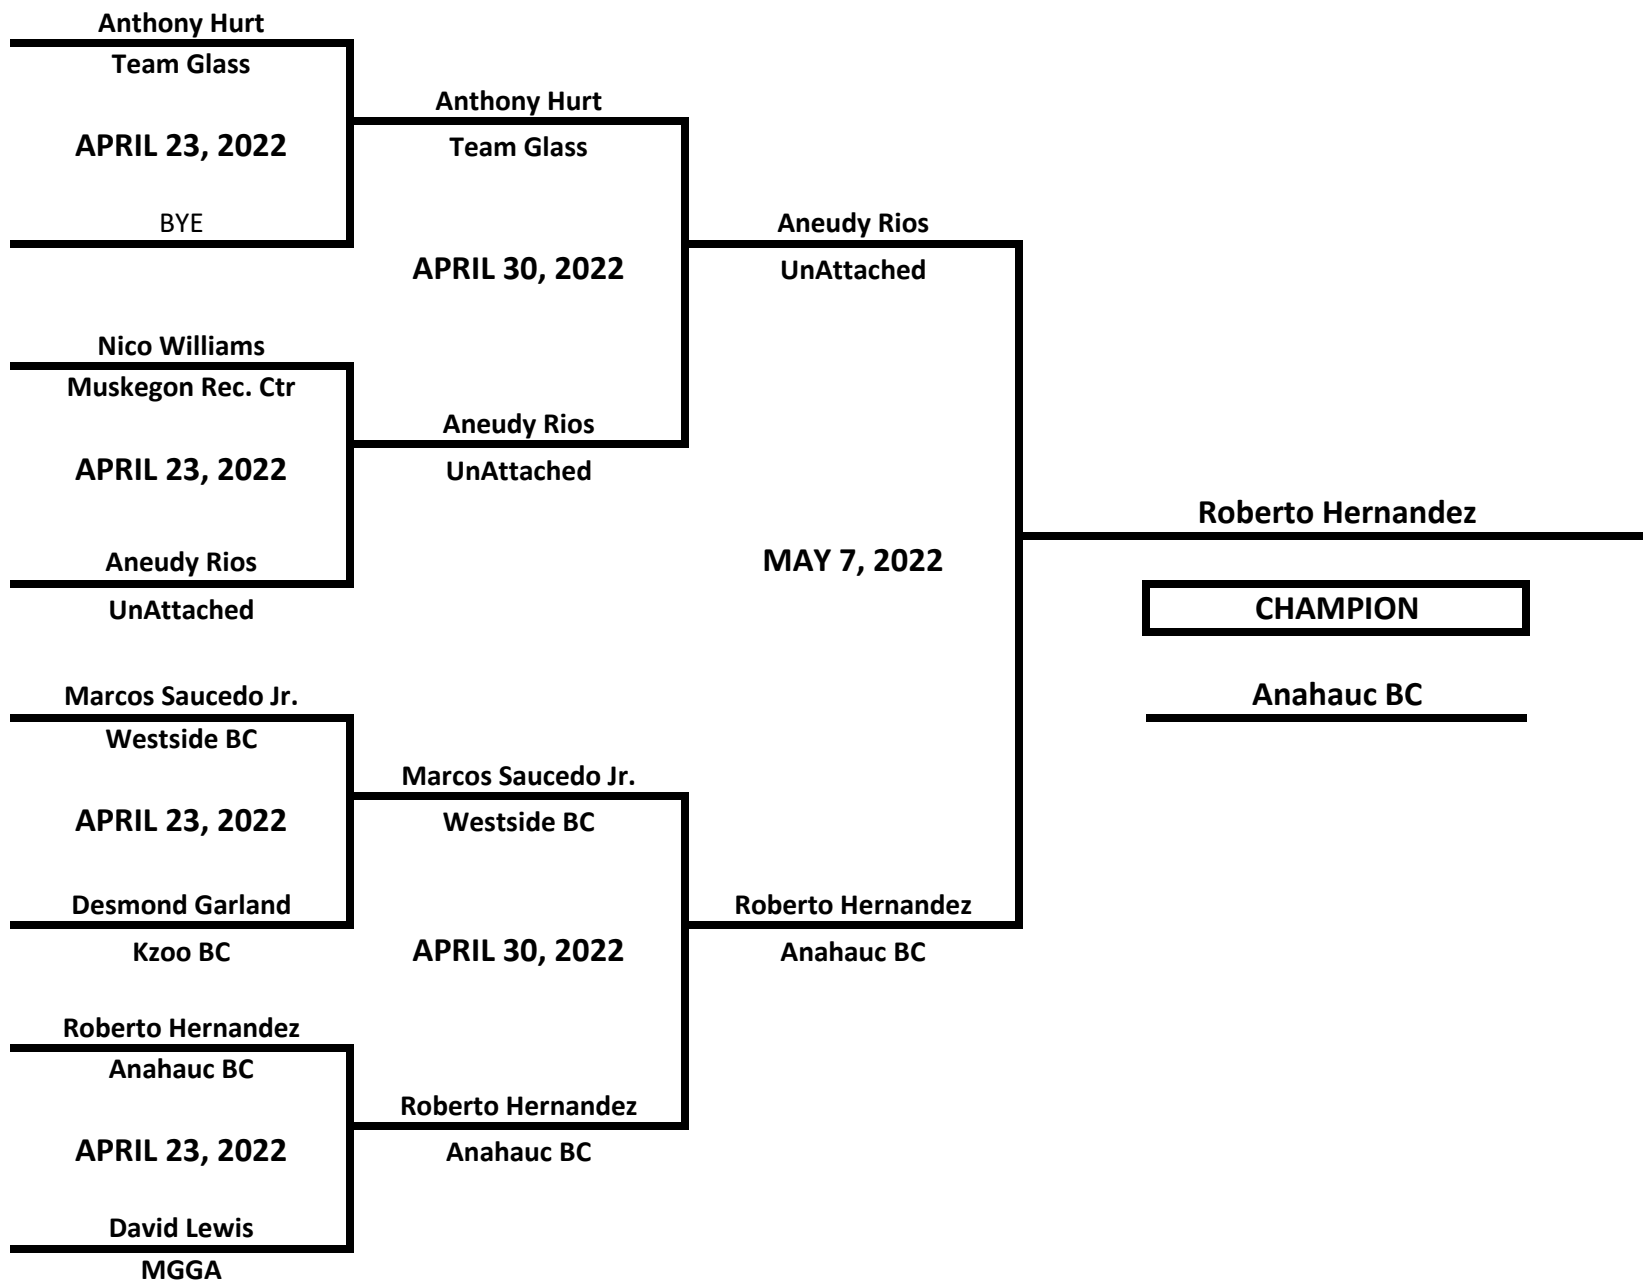 Anthony Hurt
Team Glass
APRIL 23, 2022
BYE
Nico Williams
Muskegon Rec. Ctr
APRIL 23, 2022
Aneudy Rios
UnAttached
Marcos Saucedo Jr.
Westside BC
APRIL 23, 2022
Desmond Garland
Kzoo BC
Roberto Hernandez
Anahauc BC
APRIL 23, 2022
David Lewis
MGGA
Anthony Hurt
Team Glass
APRIL 30, 2022
Aneudy Rios
UnAttached
Marcos Saucedo Jr.
Westside BC
APRIL 30, 2022
Roberto Hernandez
Anahauc BC
Aneudy Rios
UnAttached
MAY 7, 2022
Roberto Hernandez
Anahauc BC
Roberto Hernandez
CHAMPION
Anahauc BC